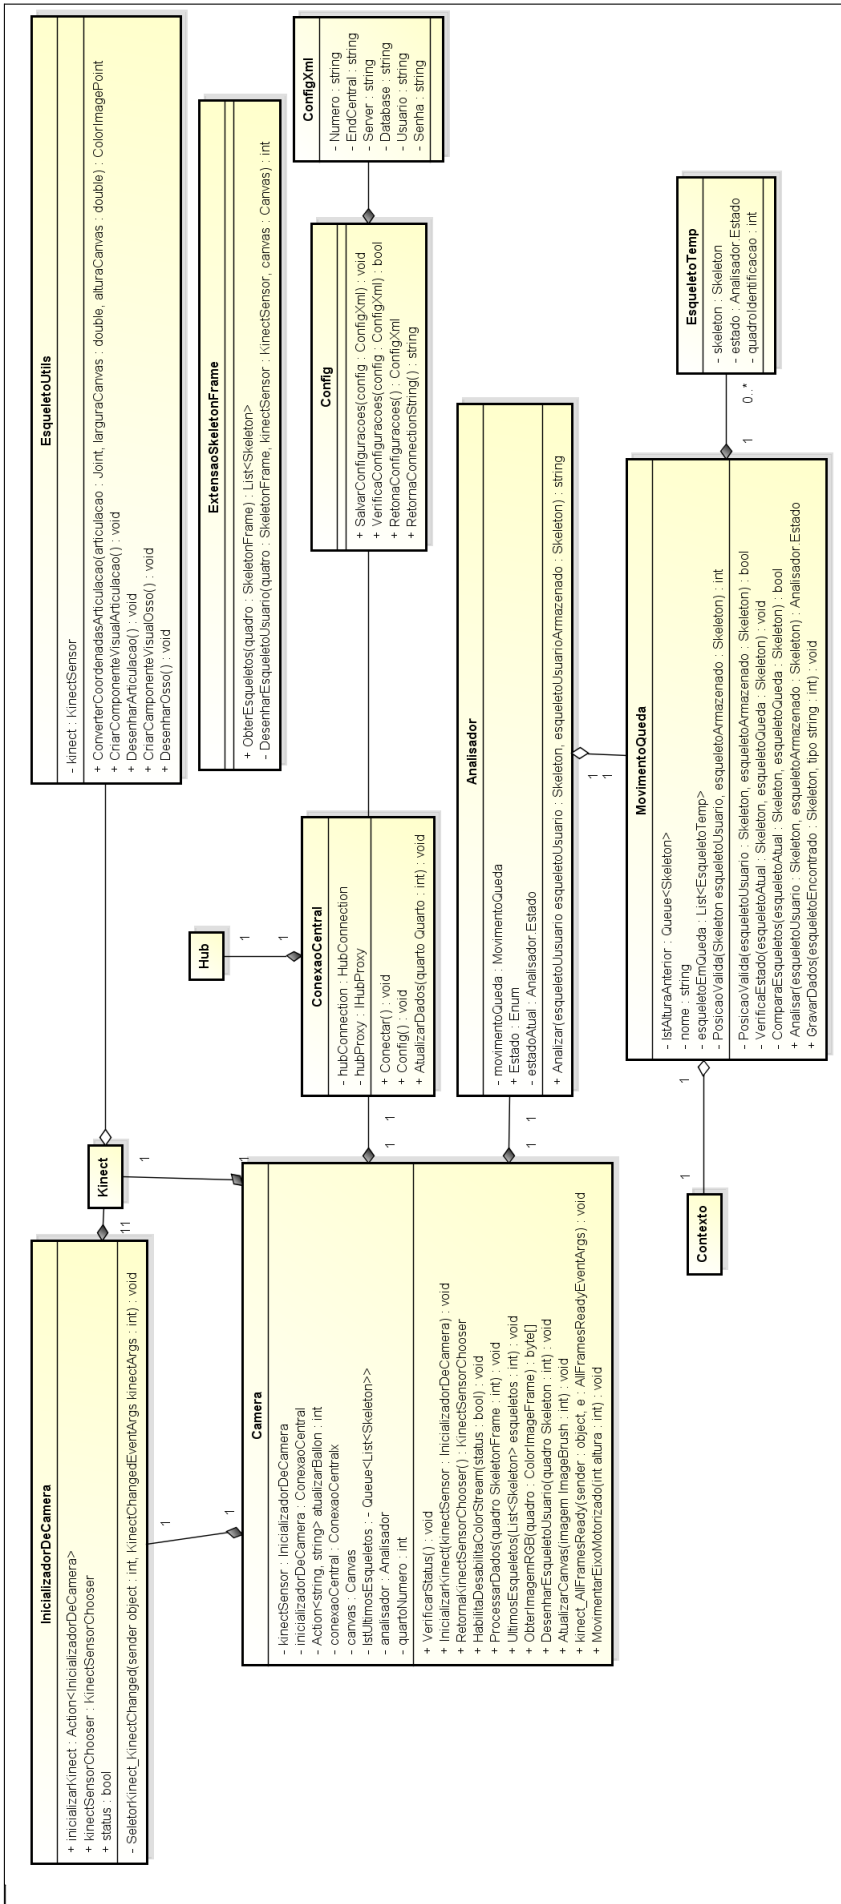 InicializadorDeCamera
+ inicializarKinect : Action<InicializadorDeCamera>
+ kinectSensorChooser : KinectSensorChooser
+ status : bool
- SeletorKinect_KinectChanged(sender object : int, KinectChangedEventArgs kinectArgs : int) : void
11
Kinect
1
1
1
1
EsqueletoUtils
- kinect : KinectSensor
+ ConverterCoordenadasArticulacao(articulacao : Joint, larguraCanvas : double, alturaCanvas : double) : ColorImagePoint
+ CriarComponenteVisualArticulacao() : void
+ DesenharArticulacao() : void
+ CriarCamponenteVisualOsso() : void
+ DesenharOsso() : void
ExtensaoSkeletonFrame
+ ObterEsqueletos(quadro : SkeletonFrame) : List<Skeleton>
- DesenharEsqueletoUsuario(quatro : SkeletonFrame, kinectSensor : KinectSensor, canvas : Canvas) : int
Hub
1
1
Camera
- kinectSensor : InicializadorDeCamera
- inicializadorDeCamera : ConexaoCentral
- Action<string, string> atualizarBallon : int
- conexaoCentral : ConexaoCentralx
- canvas : Canvas
- lstUltimosEsqueletos : - Queue<List<Skeleton>>
- analisador : Analisador
- quartoNumero : int
+ VerificarStatus() : void
+ InicializarKinect(kinectSensor : InicializadorDeCamera) : void
+ RetornaKinectSensorChooser() : KinectSensorChooser
+ HabilitaDesabilitaColorStream(status : bool) : void
+ ProcessarDados(quadro SkeletonFrame : int) : void
+ UltimosEsqueletos(List<Skeleton> esqueletos : int) : void
+ ObterImagemRGB(quadro : ColorImageFrame) : byte[]
+ DesenharEsqueletoUsuario(quadro Skeleton : int) : void
+ AtualizarCanvas(imagem ImageBrush : int) : void
+ kinect_AllFramesReady(sender : object, e : AllFramesReadyEventArgs) : void
+ MovimentarEixoMotorizado(int altura : int) : void
1
1
1
1
ConexaoCentral
- hubConnection : HubConnection
- hubProxy : IHubProxy
+ Conectar() : void
+ Config() : void
+ AtualizarDados(quarto Quarto : int) : void
Config
+ SalvarConfiguracoes(config : ConfigXml) : void
+ VerificaConfiguracoes(config : ConfigXml) : bool
+ RetonaConfiguracoes() : ConfigXml
+ RetornaConnectionString() : string
ConfigXml
- Numero : string
- EndCentral : string
- Server : string
- Database : string
- Usuario : string
- Senha : string
Analisador
- movimentoQueda : MovimentoQueda
+ Estado : Enum
- estadoAtual : Analisador.Estado
+ Analizar(esqueletoUsuario esqueletoUsuario : Skeleton, esqueletoUsuarioArmazenado : Skeleton) : string
1
1
Contexto
1
1
MovimentoQueda
- lstAlturaAnterior : Queue<Skeleton>
- nome : string
- esqueletoEmQueda : List<EsqueletoTemp>
- PosicaoValida(Skeleton esqueletoUsuario, esqueletoArmazenado : Skeleton) : int
- PosicaoValida(esqueletoUsuario : Skeleton, esqueletoArmazenado : Skeleton) : bool
- VerificaEstado(esqueletoAtual : Skeleton, esqueletoQueda : Skeleton) : void
- ComparaEsqueletos(esqueletoAtual : Skeleton, esqueletoQueda : Skeleton) : bool
+ Analisar(esqueletoUsuario : Skeleton, esqueletoArmazenado : Skeleton) : Analisador.Estado
+ GravarDados(esqueletoEncontrado : Skeleton, tipo string : int) : void
1
0..*
EsqueletoTemp
- skeleton : Skeleton
- estado : Analisador.Estado
- quadroIdentificacao : int